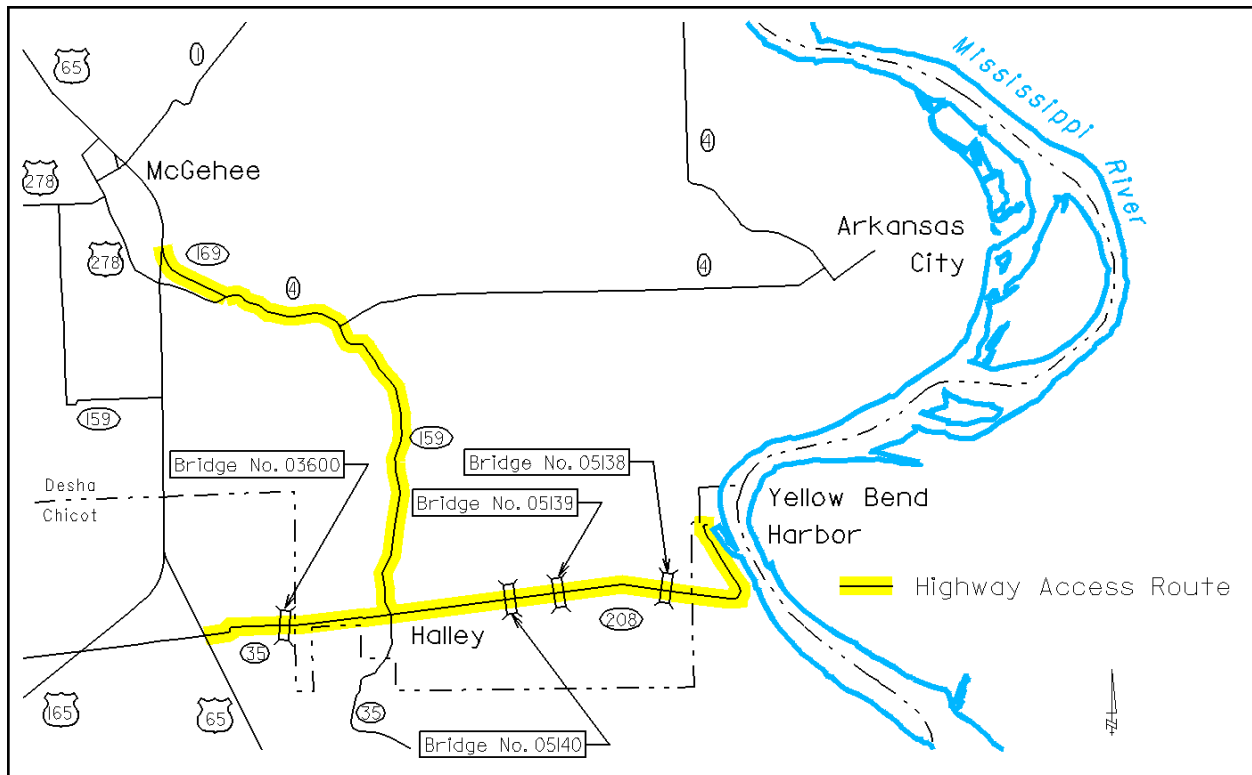 65
1
Mississippi
River
McGehee
278
4
Arkansas
City
278
169
4
4
159
159
Bridge No. 03600
Bridge No. 05138
Desha
Chicot
Bridge No. 05139
Yellow Bend
Harbor
Highway Access Route
208
Halley
35
165
65
35
Bridge No. 05140
N